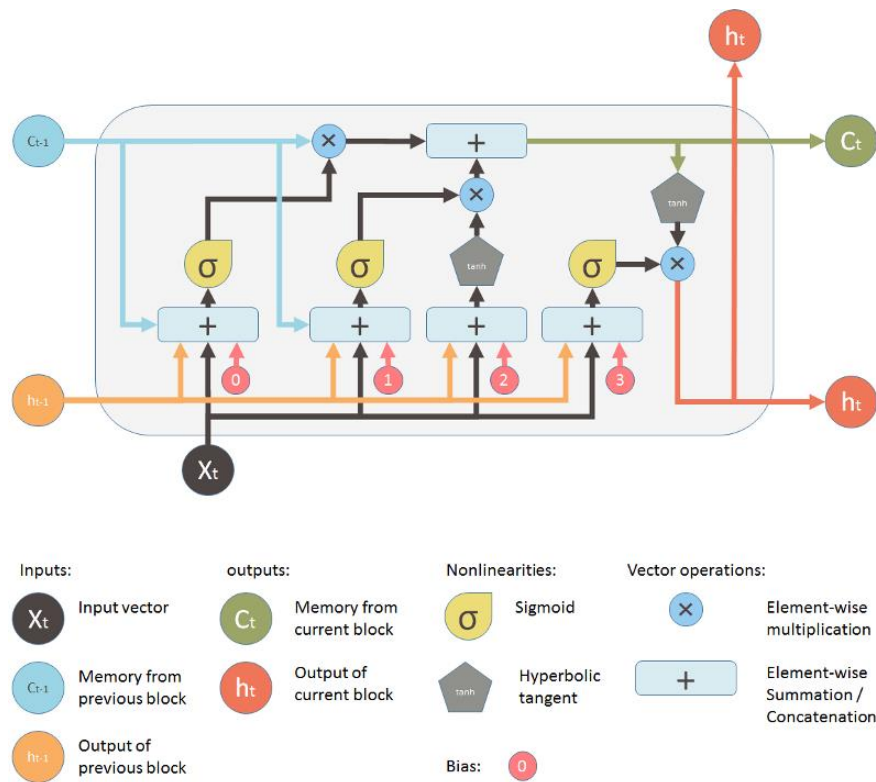 ht
Ct-1
×
+
Ct
×
tanh
σ
σ
tanh
σ
×
+
+
+
+
0
1
2
3
ht-1
ht
Xt
Inputs:
outputs:
Nonlinearities:
Vector operations:
Xt
Input vector
Ct
Memory from
current block
σ
Sigmoid
×
Element-wise
multiplication
Ct-1
Memory from
previous block
ht
Output of
current block
tanh
Hyperbolic
tangent
+
Element-wise
Summation /
Concatenation
ht-1
Output of
previous block
Bias:
0